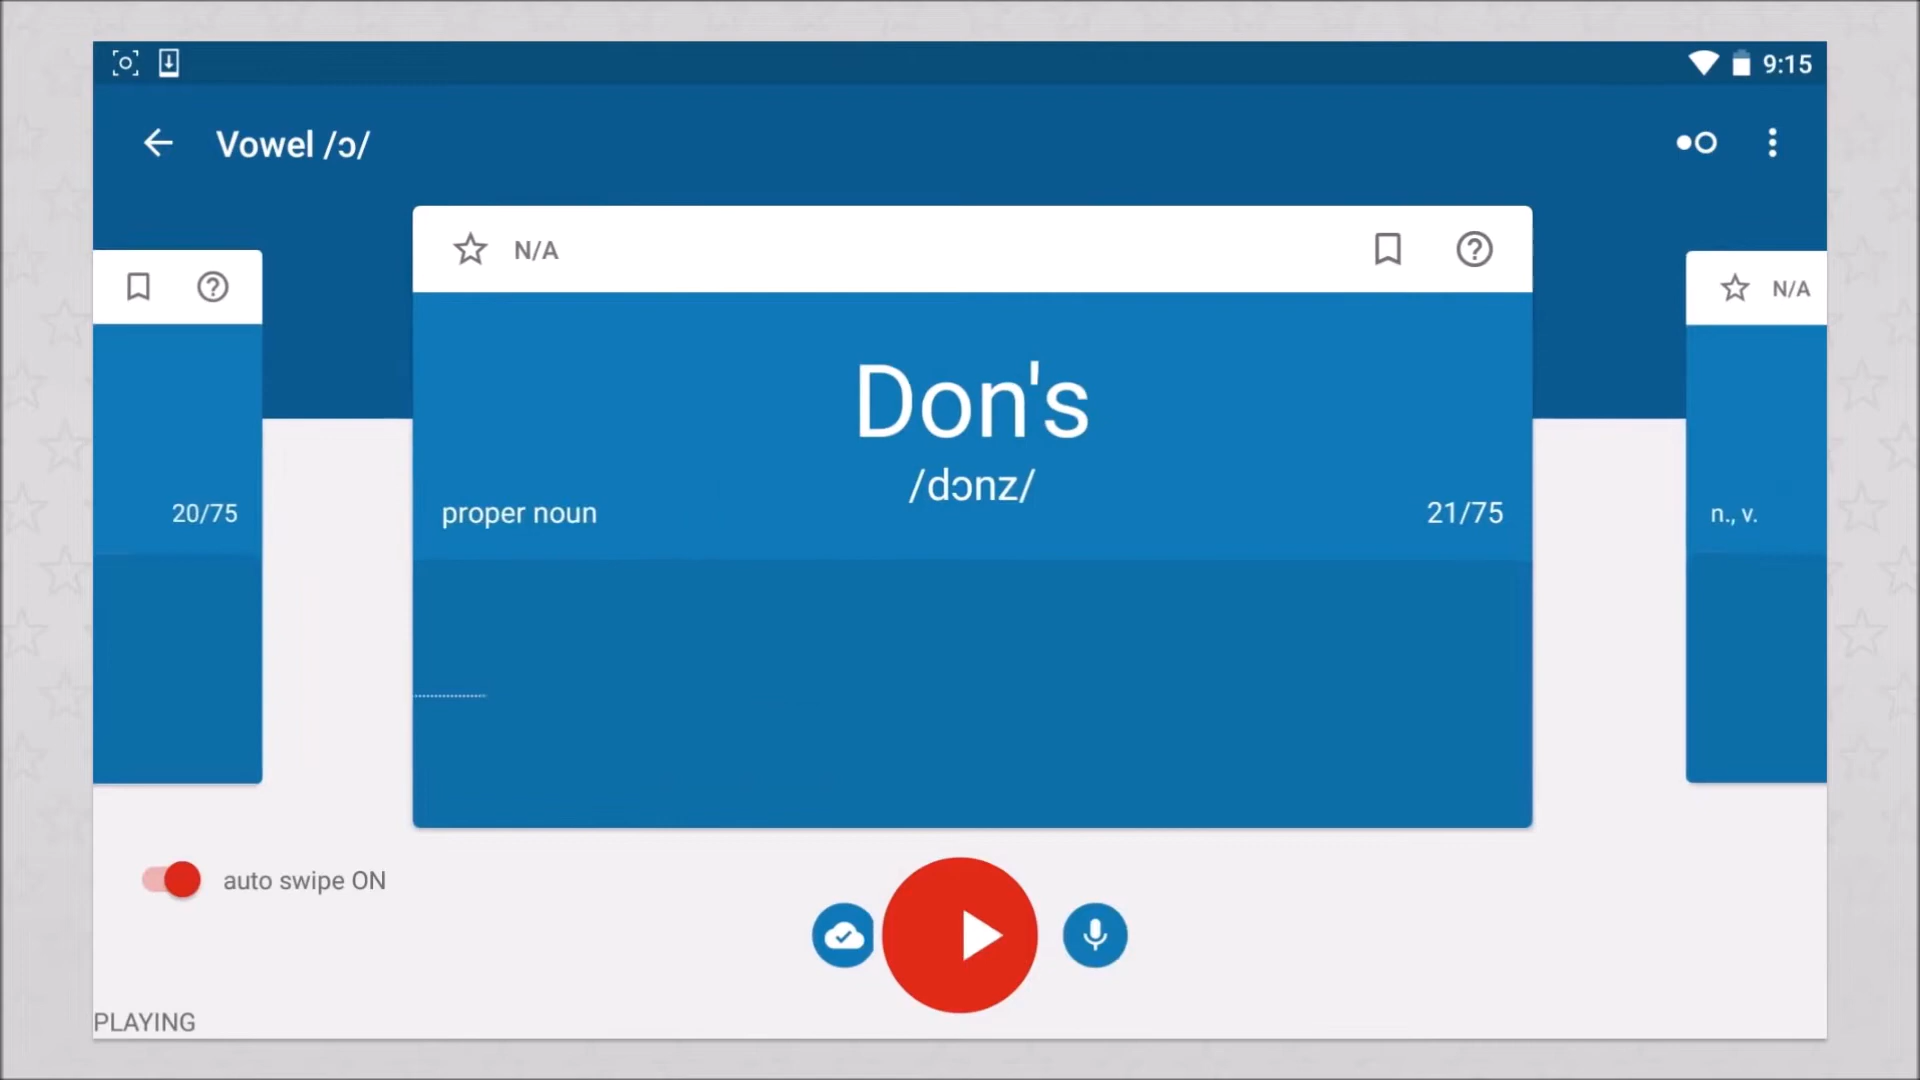 9:15
Vowel /ɔ/
N/A
N/A
Don's
/dɔnz/
20/75
proper noun
21/75
n., v.
auto swipe ON
PLAYING